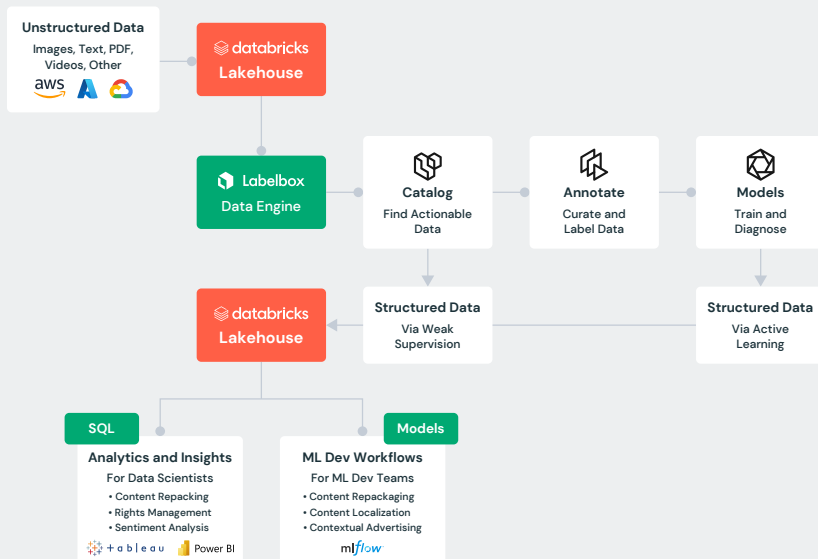 Unstructured Data
Images, Text, PDF,
Videos, Other
aws
databricks
Lakehouse
Labelbox
Data Engine
Catalog
Find Actionable
Data
Annotate
Curate and
Label Data
Models
Train and
Diagnose
databricks
Lakehouse
Structured Data
Via Weak
Supervision
Structured Data
Via Active
Learning
SQL
Analytics and Insights
For Data Scientists
• Content Repacking
• Rights Management
• Sentiment Analysis
+ableau
Power BI
Models
ML Dev Workflows
For ML Dev Teams
• Content Repackaging
• Content Localization
• Contextual Advertising
mlflow